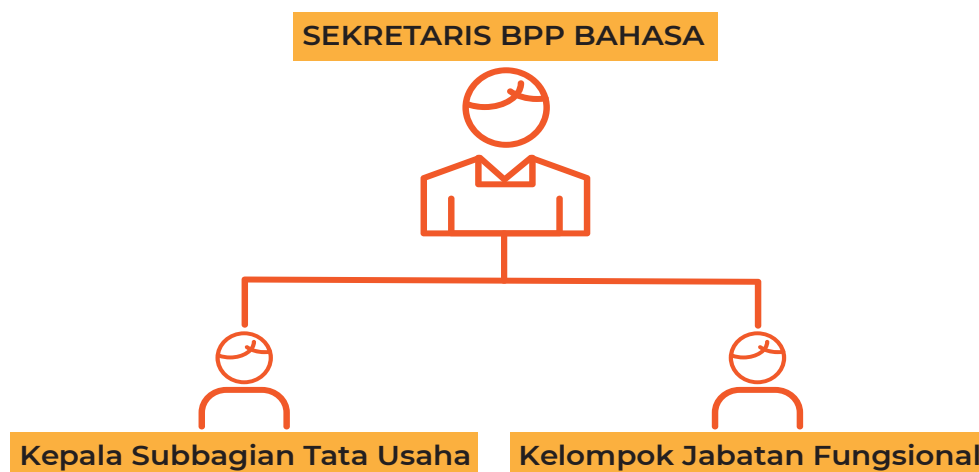 SEKRETARIS BPP BAHASA
Kepala Subbagian Tata Usaha
Kelompok Jabatan Fungsional